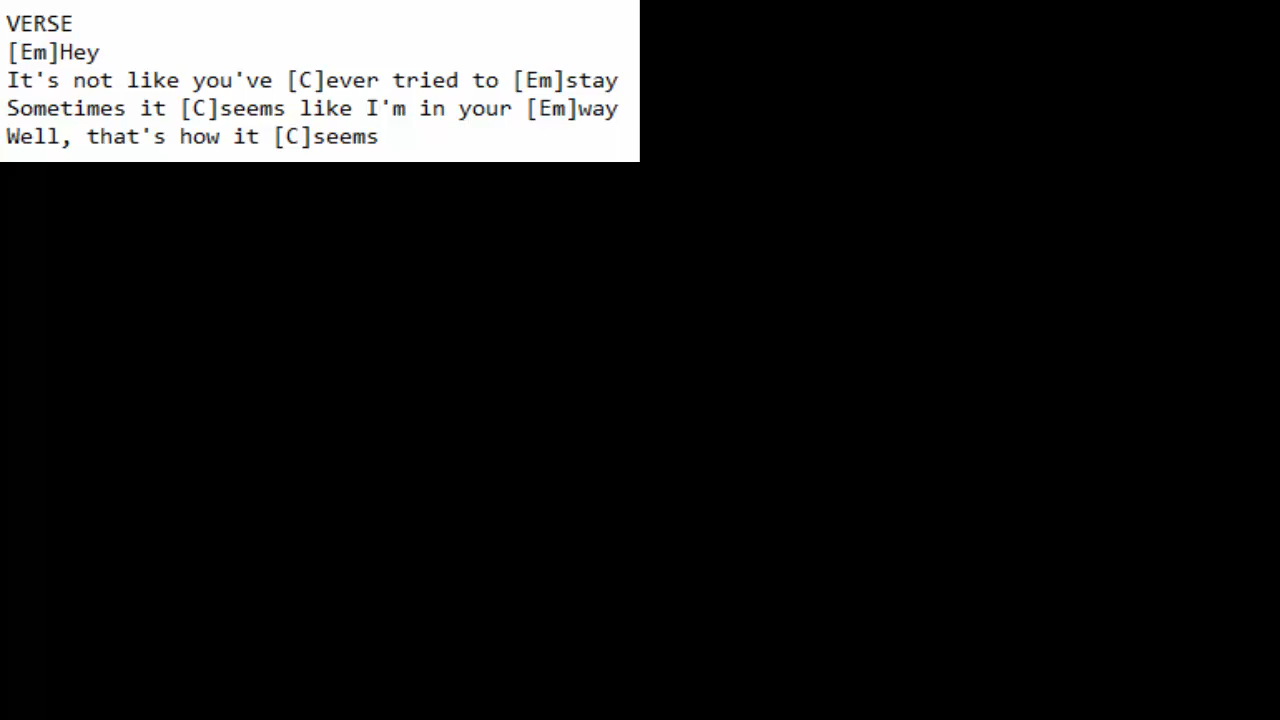 VERSE
[Em]Hey
It's not like you've [C]ever tried to [Em]stay
Sometimes it [C]seems like I'm in your [Em]way
Well, that's how it [C]seems